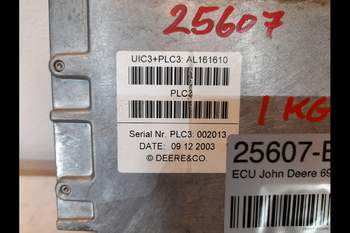 25607
UIC3+PLC3: AL161610
PLC3
1 KG
Serial Nr. PLC3: 002013
DATE: 09 12 2003
© DEERE&CO.
25607-E
ECU John Deere 69